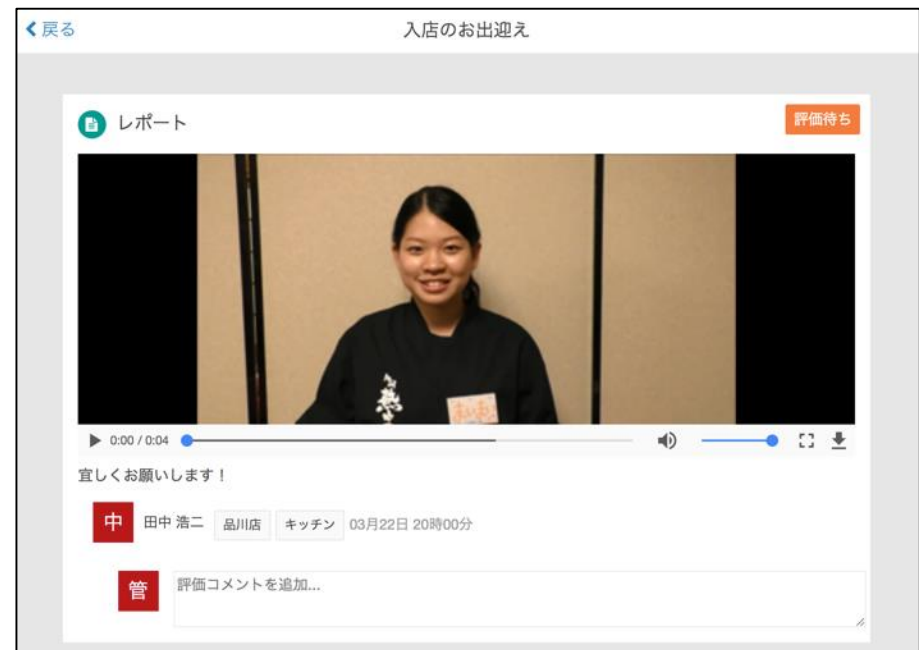 戻る 入店のお出迎え
レポート 評価待ち
0:00 / 0:04
宜しくお願いします！
中 田中 浩二 品川店 キッチン 03月22日 20時00分
管 評価コメントを追加...